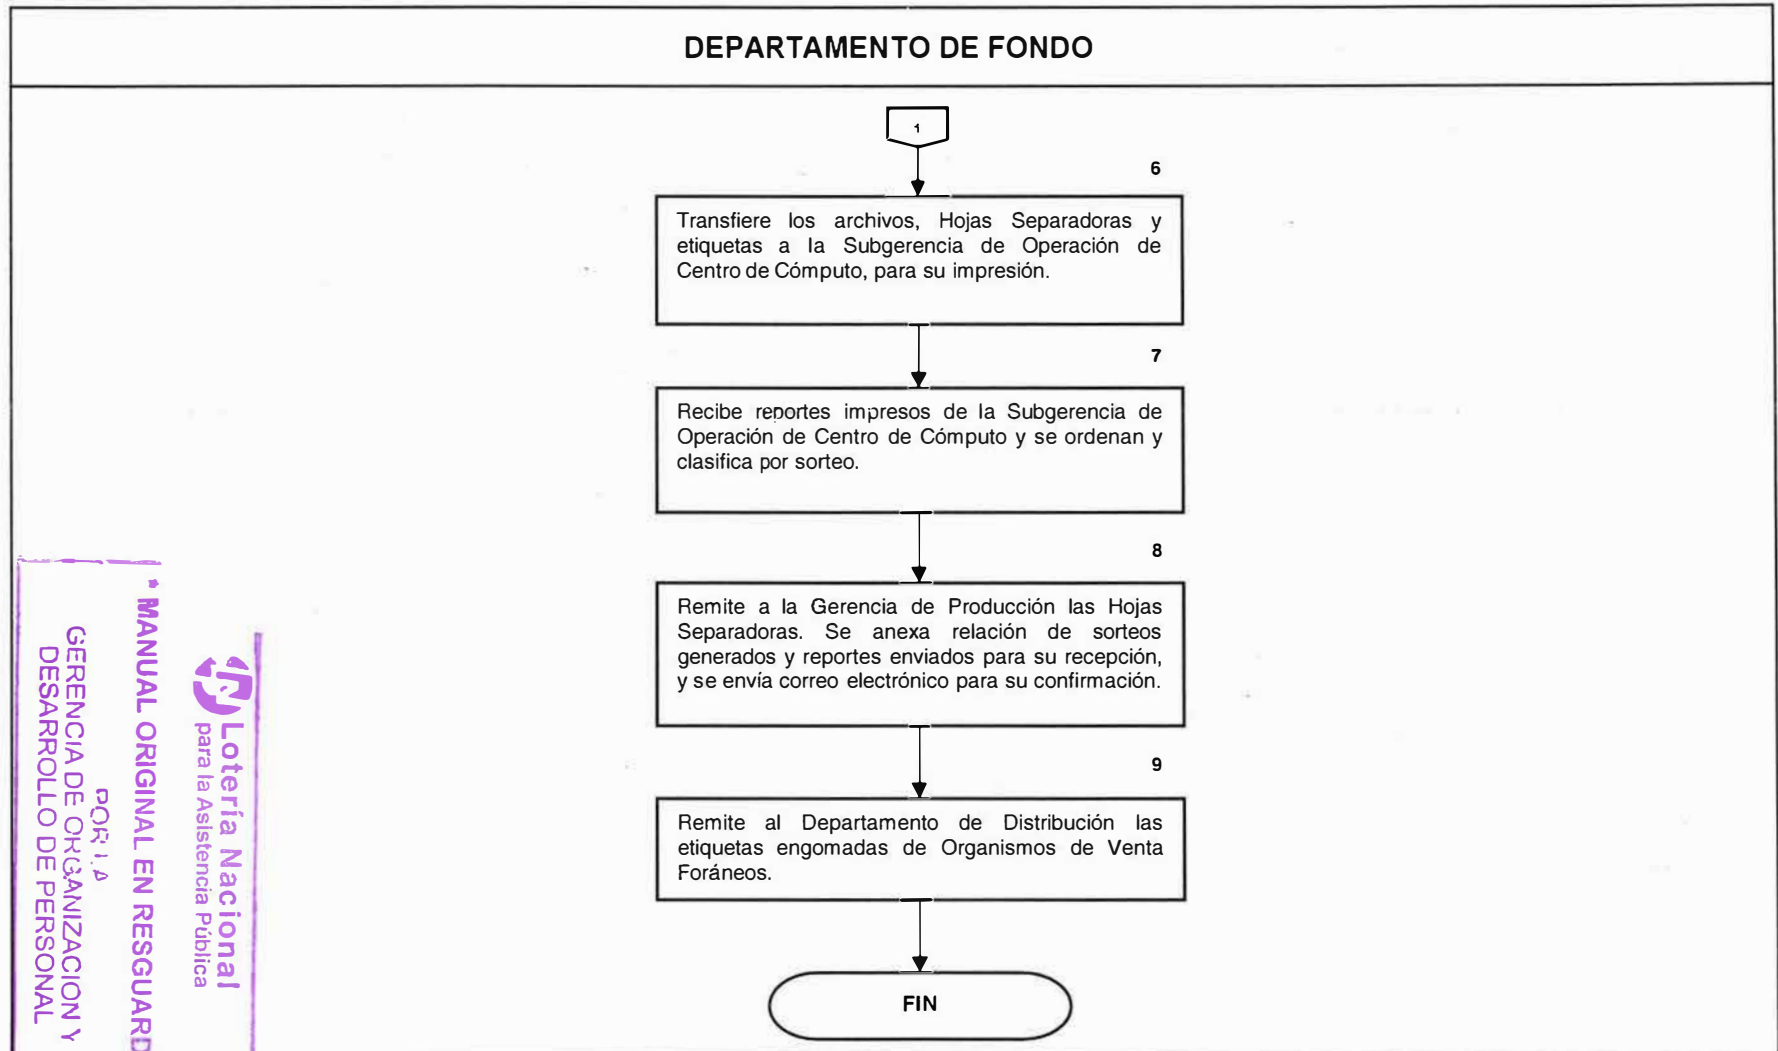 DEPARTAMENTO DE FONDO
1
6
Transfiere los archivos, Hojas Separadoras y
etiquetas a la Subgerencia de Operación de
Centro de Cómputo, para su impresión.
7
Recibe reportes impresos de la Subgerencia de
Operación de Centro de Cómputo y se ordenan y
clasifica por sorteo.
8
Remite a la Gerencia de Producción las Hojas
Separadoras. Se anexa relación de sorteos
generados y reportes enviados para su recepción,
y se envía correo electrónico para su confirmación.
9
Remite al Departamento de Distribución las
etiquetas engomadas de Organismos de Venta
Foráneos.
FIN
Lotería Nacional
para la Asistencia Pública
MANUAL ORIGINAL EN RESGUARD
POR LA
GERENCIA DE ORGANIZACION Y
DESARROLLO DE PERSONAL